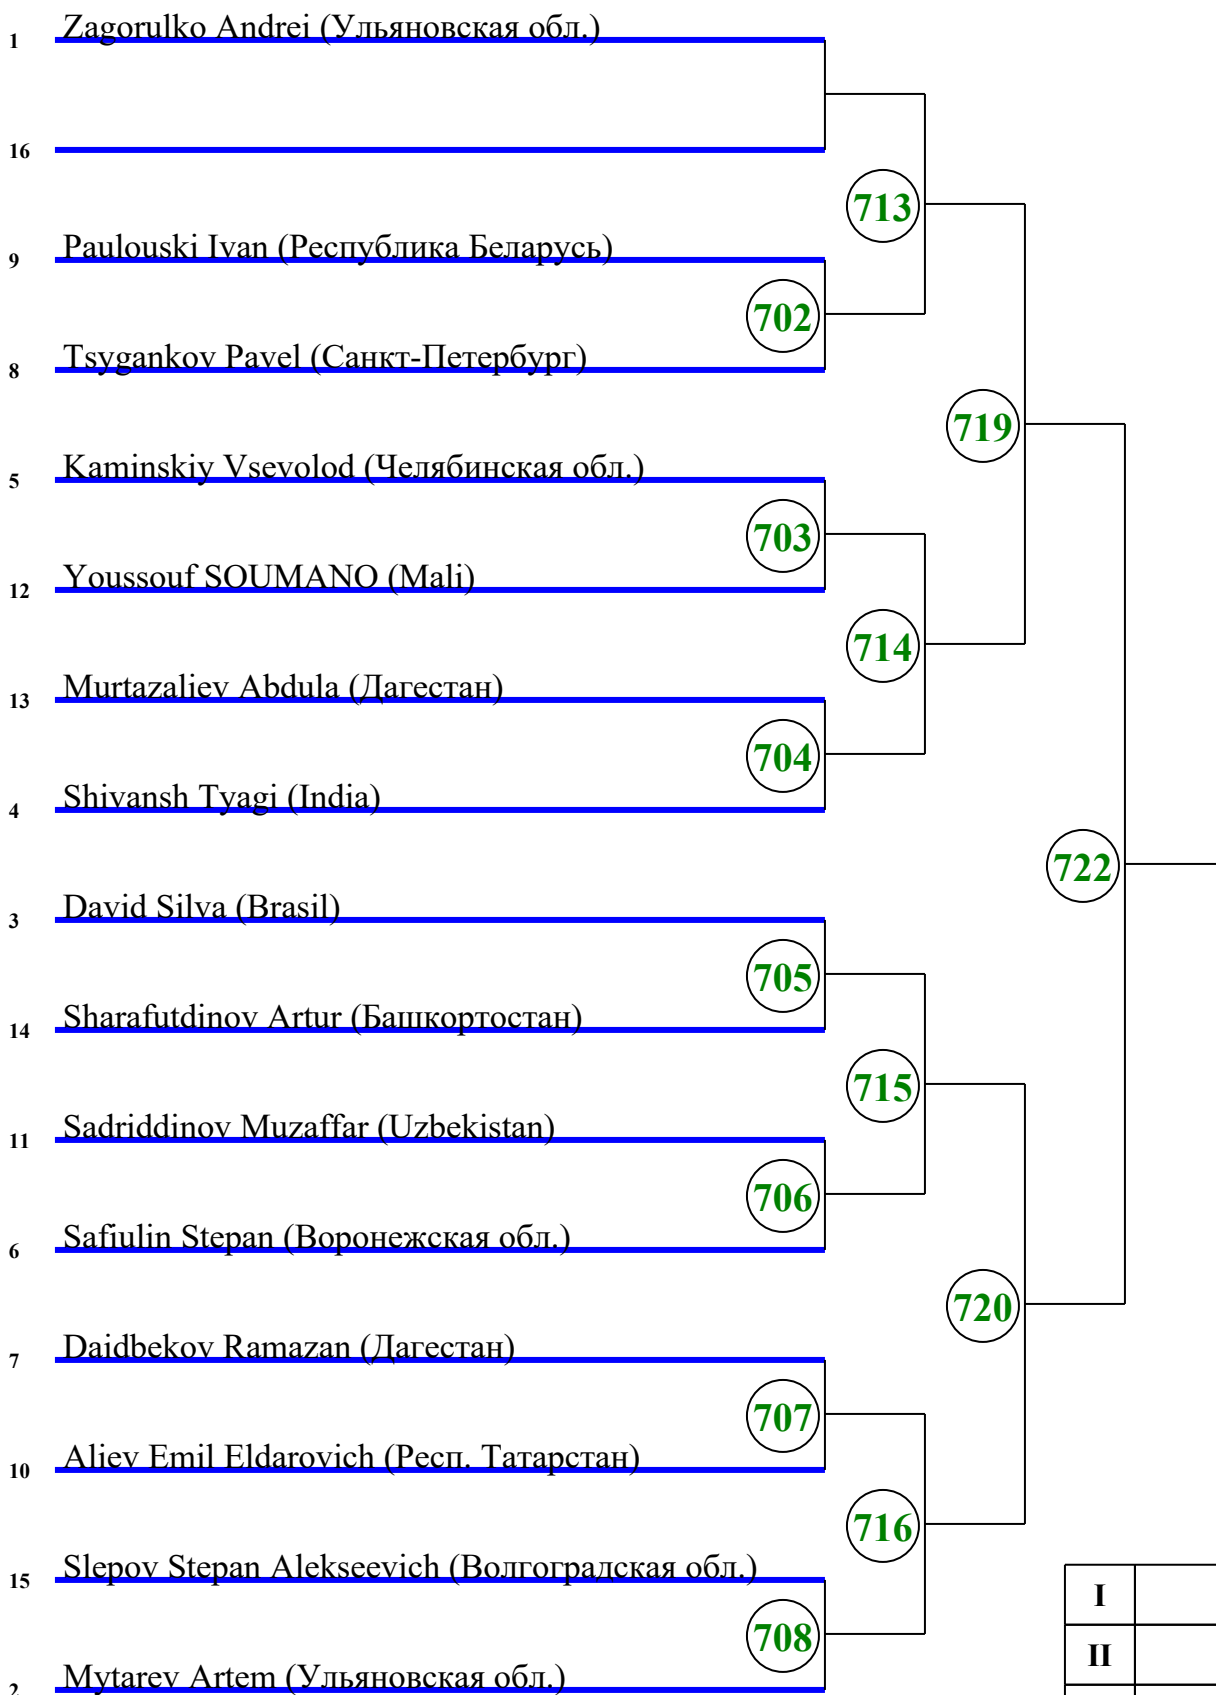 1 Zagorulko Andrei (Ульяновская обл.)
16
713
9 Paulouski Ivan (Республика Беларусь)
702
8 Tsygankov Pavel (Санкт-Петербург)
719
5 Kaminskiy Vsevolod (Челябинская обл.)
703
12 Youssouf SOUMANO (Mali)
714
13 Murtazaliev Abdula (Дагестан)
704
4 Shivansh Tyagi (India)
722
3 David Silva (Brasil)
705
14 Sharafutdinov Artur (Башкортостан)
715
11 Sadriddinov Muzaffar (Uzbekistan)
706
6 Safiulin Stepan (Воронежская обл.)
720
7 Daidbekov Ramazan (Дагестан)
707
10 Aliev Emil Eldarovich (Респ. Татарстан)
716
15 Slepov Stepan Alekseevich (Волгоградская обл.)
I
708
II
2 Mytarev Artem (Ульяновская обл.)